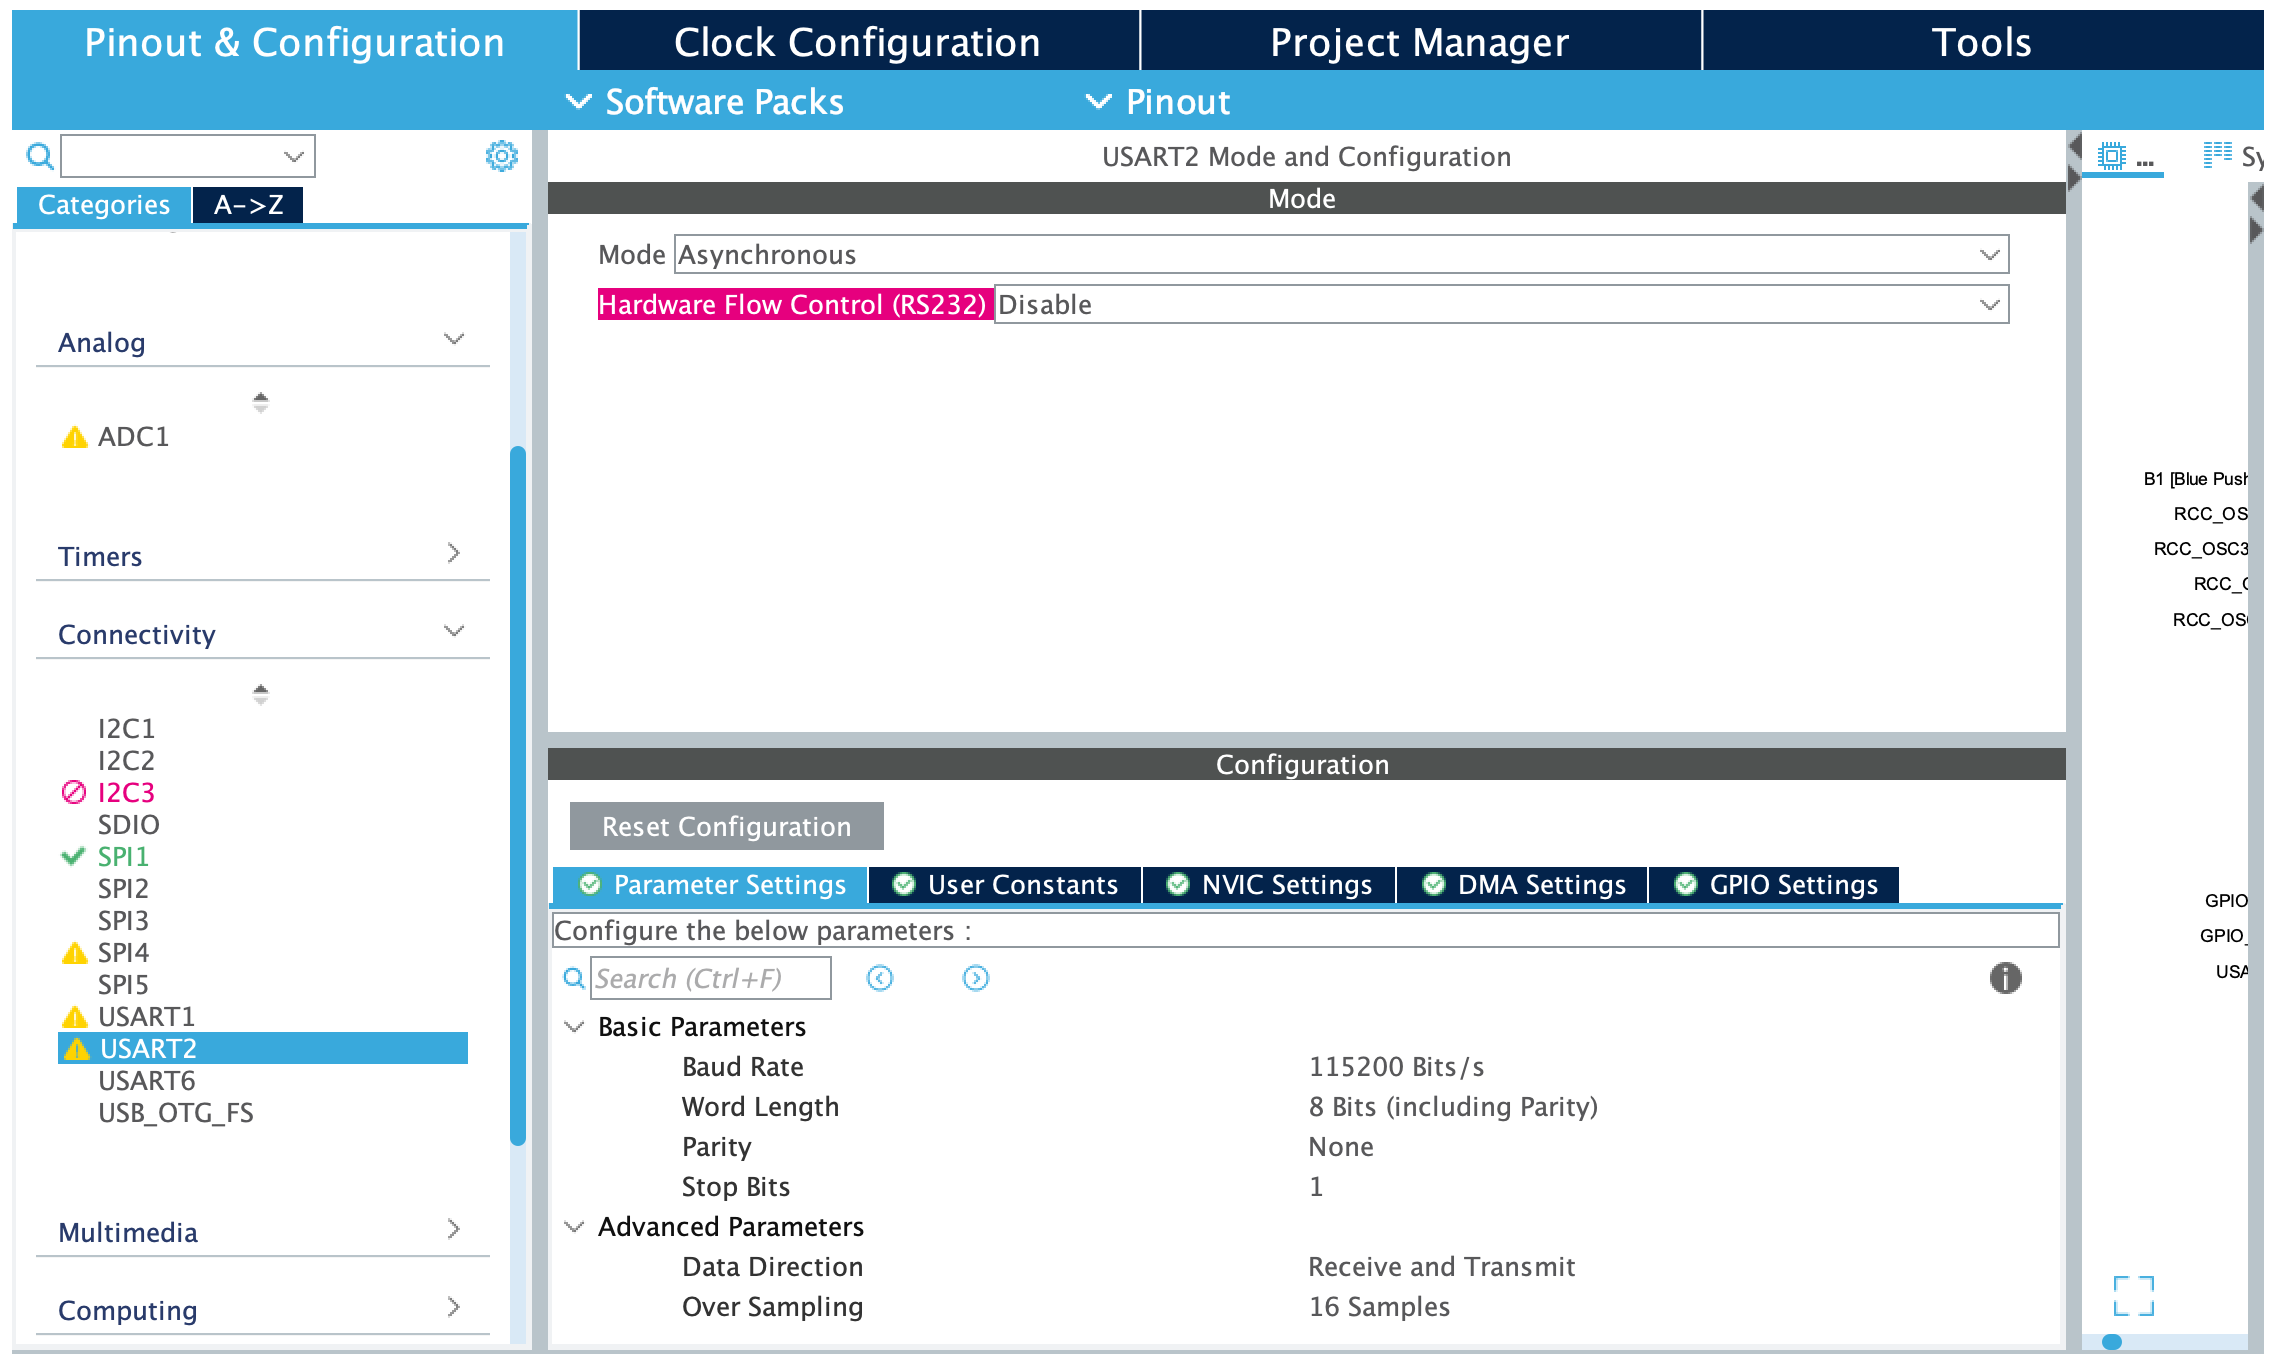 Pinout & Configuration
Clock Configuration
Project Manager
Tools
Software Packs
Pinout
Categories
A->Z
Analog
ADC1
Timers
Connectivity
I2C1
I2C2
I2C3
SDIO
SPI1
SPI2
SPI3
SPI4
SPI5
USART1
USART2
USART6
USB_OTG_FS
Multimedia
Computing
USART2 Mode and Configuration
Mode
Mode Asynchronous
Hardware Flow Control (RS232) Disable
Configuration
Reset Configuration
Parameter Settings
User Constants
NVIC Settings
DMA Settings
GPIO Settings
Configure the below parameters :
Search (Ctrl+F)
Basic Parameters
Baud Rate 115200 Bits/s
Word Length 8 Bits (including Parity)
Parity None
Stop Bits 1
Advanced Parameters
Data Direction Receive and Transmit
Over Sampling 16 Samples
...
Sy
B1 [Blue Push
RCC_OS
RCC_OSC3
RCC_
RCC_OS
GPIO
GPIO_
USA